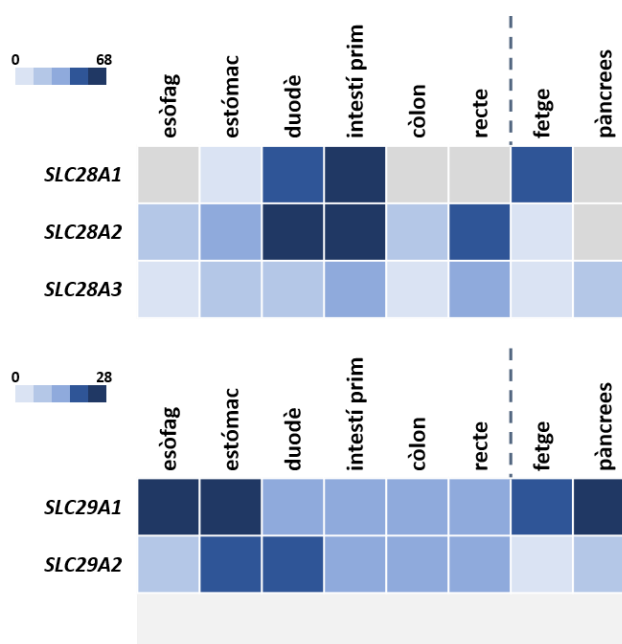 0 68
esòfag estómac duodè intestí prim còlon recte fetge pàncrees
SLC28A1
SLC28A2
SLC28A3
0 28
esòfag estómac duodè intestí prim còlon recte fetge pàncrees
SLC29A1
SLC29A2